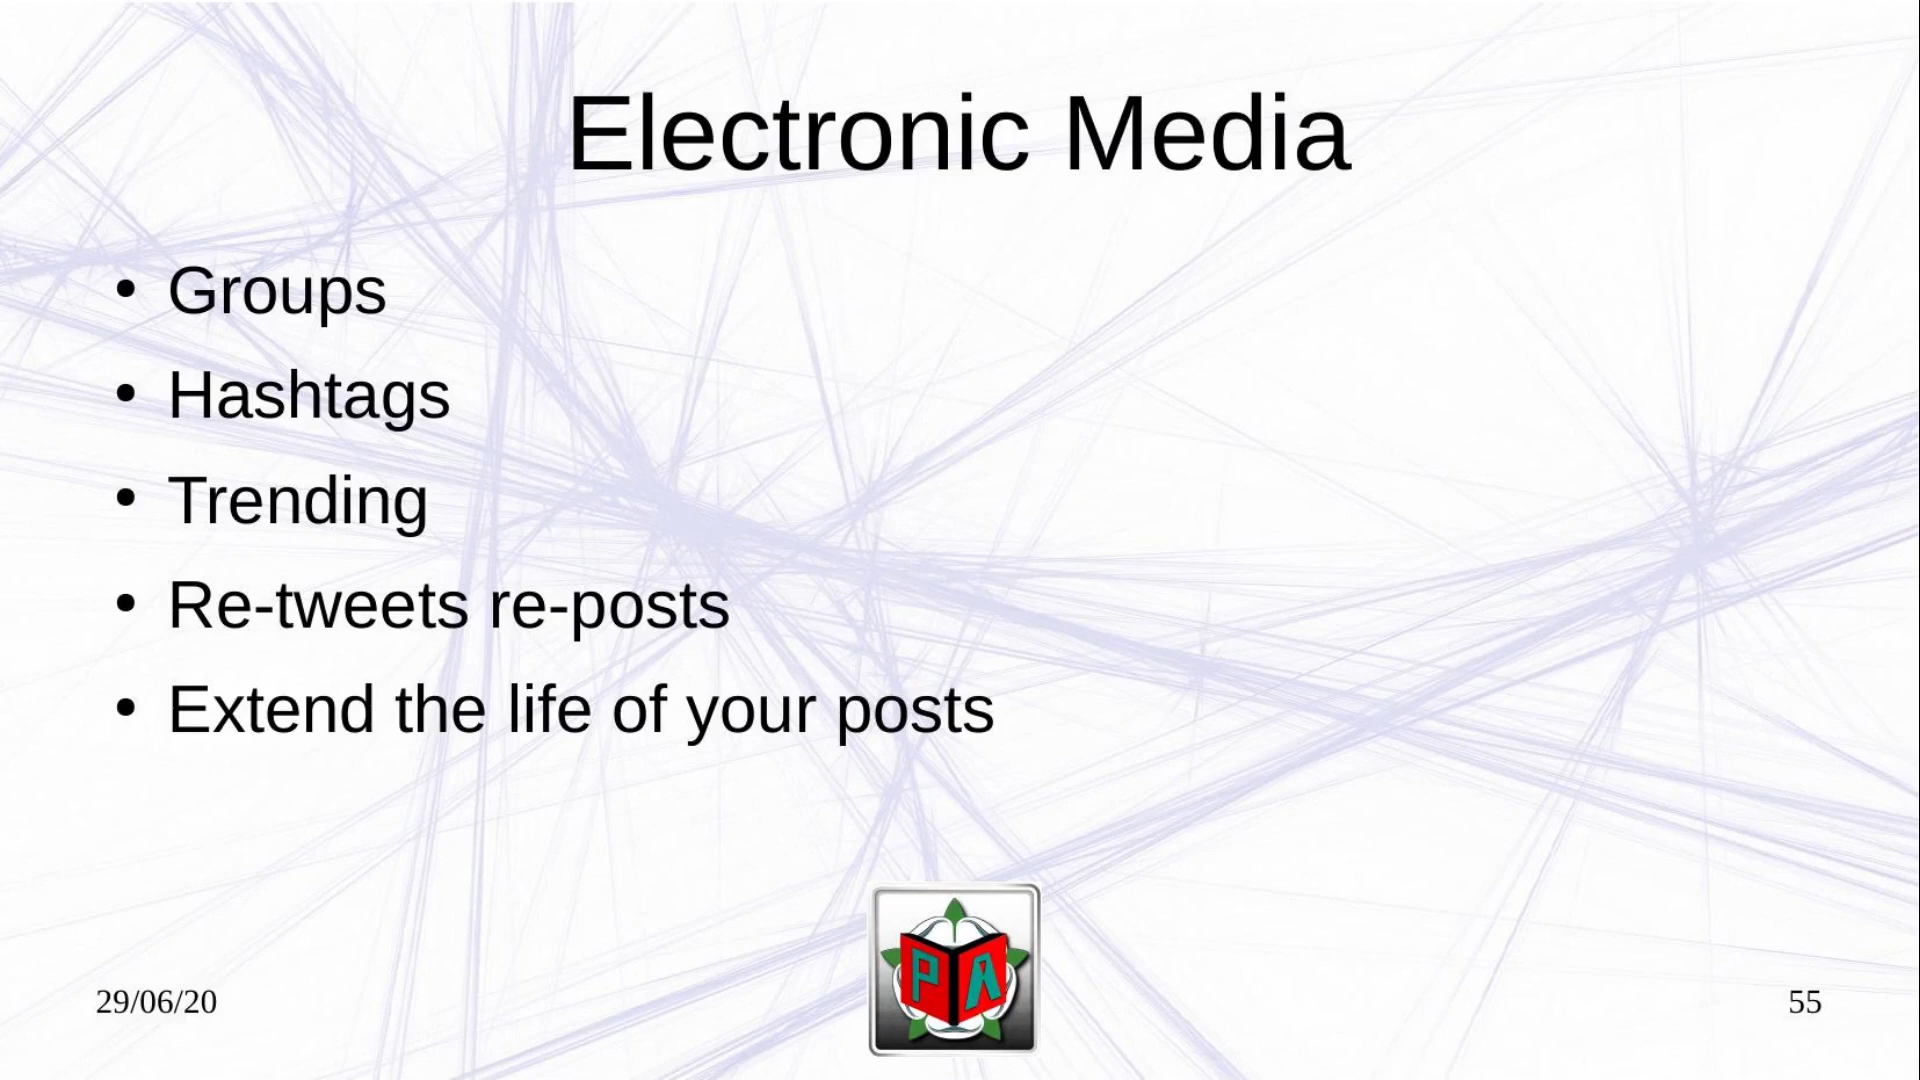 Electronic Media
• Groups
• Hashtags
• Trending
• Re-tweets re-posts
• Extend the life of your posts
P A
29/06/20
55